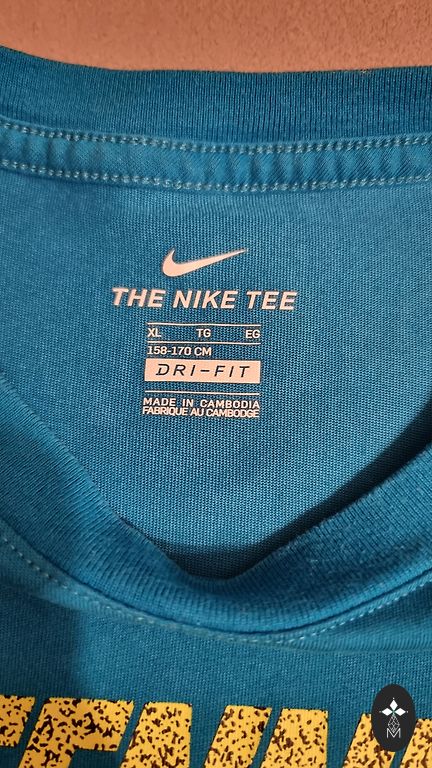 THE NIKE TEE
XL TG EG
158-170 CM
DRI-FIT
MADE IN CAMBODIA
FABRIQUE AU CAMBODGE